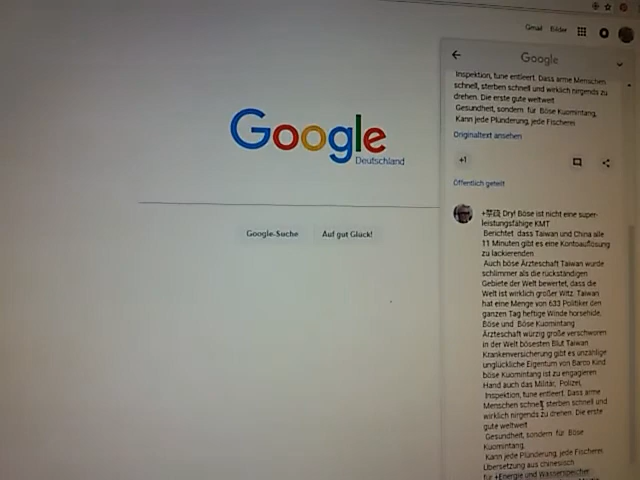 Gmail Bilder
Google
Inspektion, tune entleert. Dass arme Menschen
schnell, sterben schnell und wirklich nirgends zu
drehen. Die erste gute weltweit
Gesundheit, sondern für Böse Kuomintang,
Kann jede Plünderung, jede Fischerei
Originaltext ansehen
+1
Öffentlich geteilt
Google
Deutschland
Google-Suche Auf gut Glück!
Dry! Böse ist nicht eine super-
leistungsfähige KMT
Berichtet dass Taiwan und China alle
11 Minuten gibt es eine Kontoauflösung
zu lackierenden
Auch böse Ärzteschaft Taiwan wurde
schlimmer als die rückständigen
Gebiete der Welt bewertet, dass die
Welt ist wirklich großer Witz. Taiwan
hat eine Menge von 633 Politiker den
ganzen Tag heftige Winde horsehide,
Böse und Böse Kuomintang
Ärzteschaft würzig große verschworen
in der Welt bösesten Blut Taiwan
Krankenversicherung gibt es unzählige
unglückliche Eigentum von Barco Kind
böse Kuomintang ist zu engagieren
Hand auch das Militär, Polizei,
Inspektion, tune entleert. Dass arme
Menschen schnell, sterben schnell und
wirklich nirgends zu drehen. Die erste
gute weltweit
Gesundheit, sondern für Böse
Kuomintang,
Kann jede Plünderung, jede Fischerei
Übersetzung aus chinesisch
für +Energie und Wasserspeicher